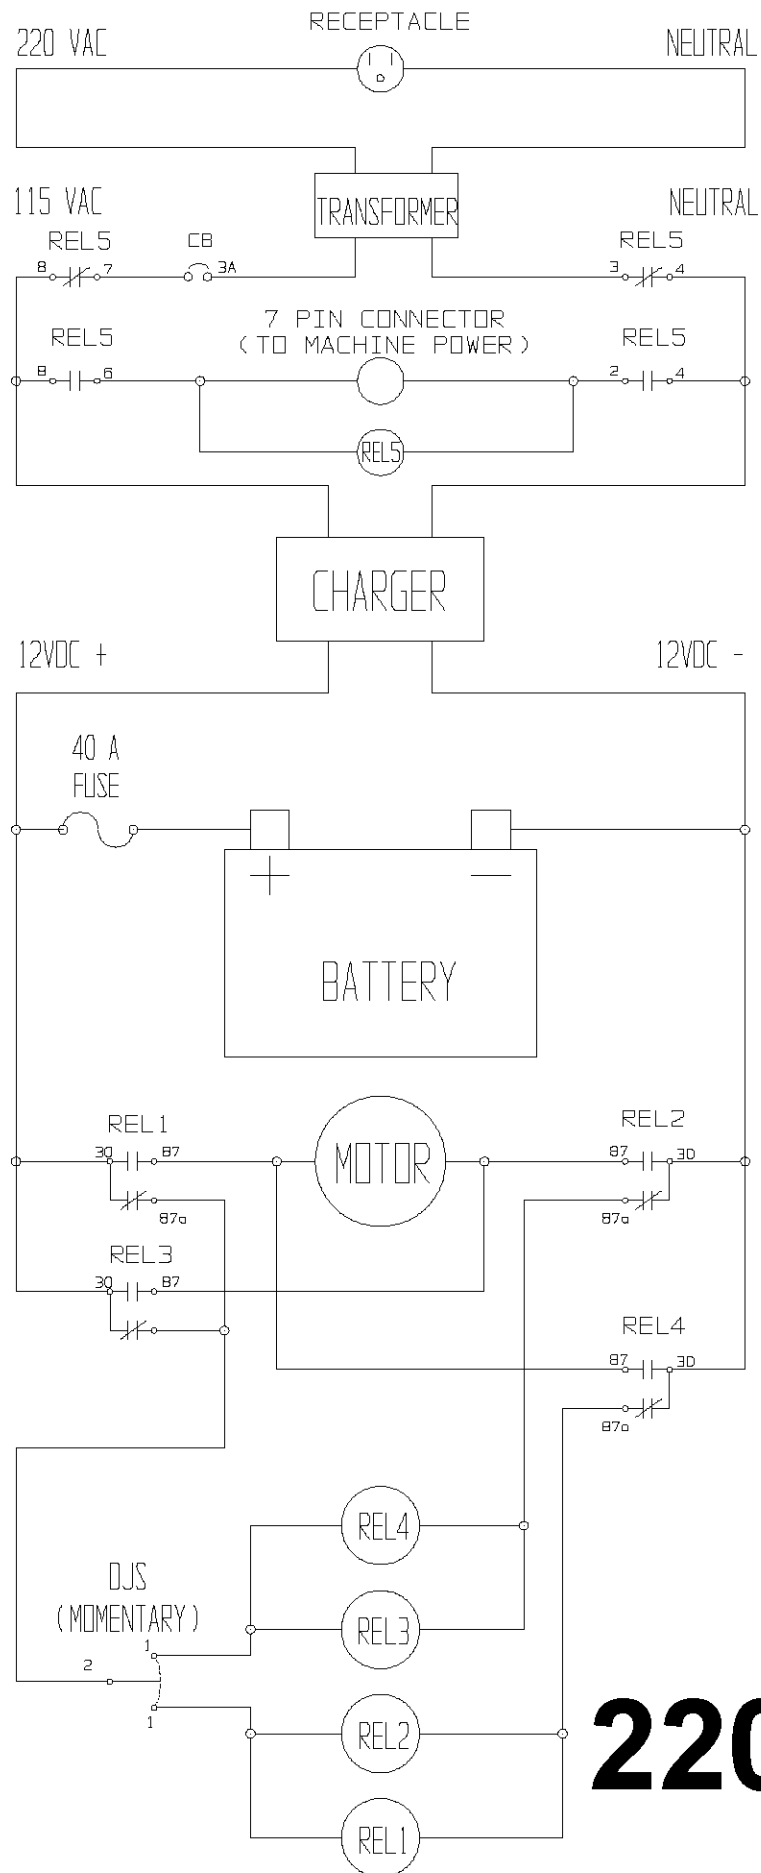 RECEPTACLE
220 VAC NEUTRAL
115 VAC TRANSFORMER NEUTRAL
REL5 CB REL5
8 7 3A 3 4
7 PIN CONNECTOR
(TO MACHINE POWER)
REL5 REL5
8 6 2 4
REL5
CHARGER
12VDC + 12VDC -
40 A
FUSE
+ -
BATTERY
REL1 REL2
30 87 MOTOR 87 30
87a 87a
REL3
30 87
REL4
87 30
87a
REL4
DJS
(MOMENTARY)
REL3
1
2
1
REL2
220
REL1